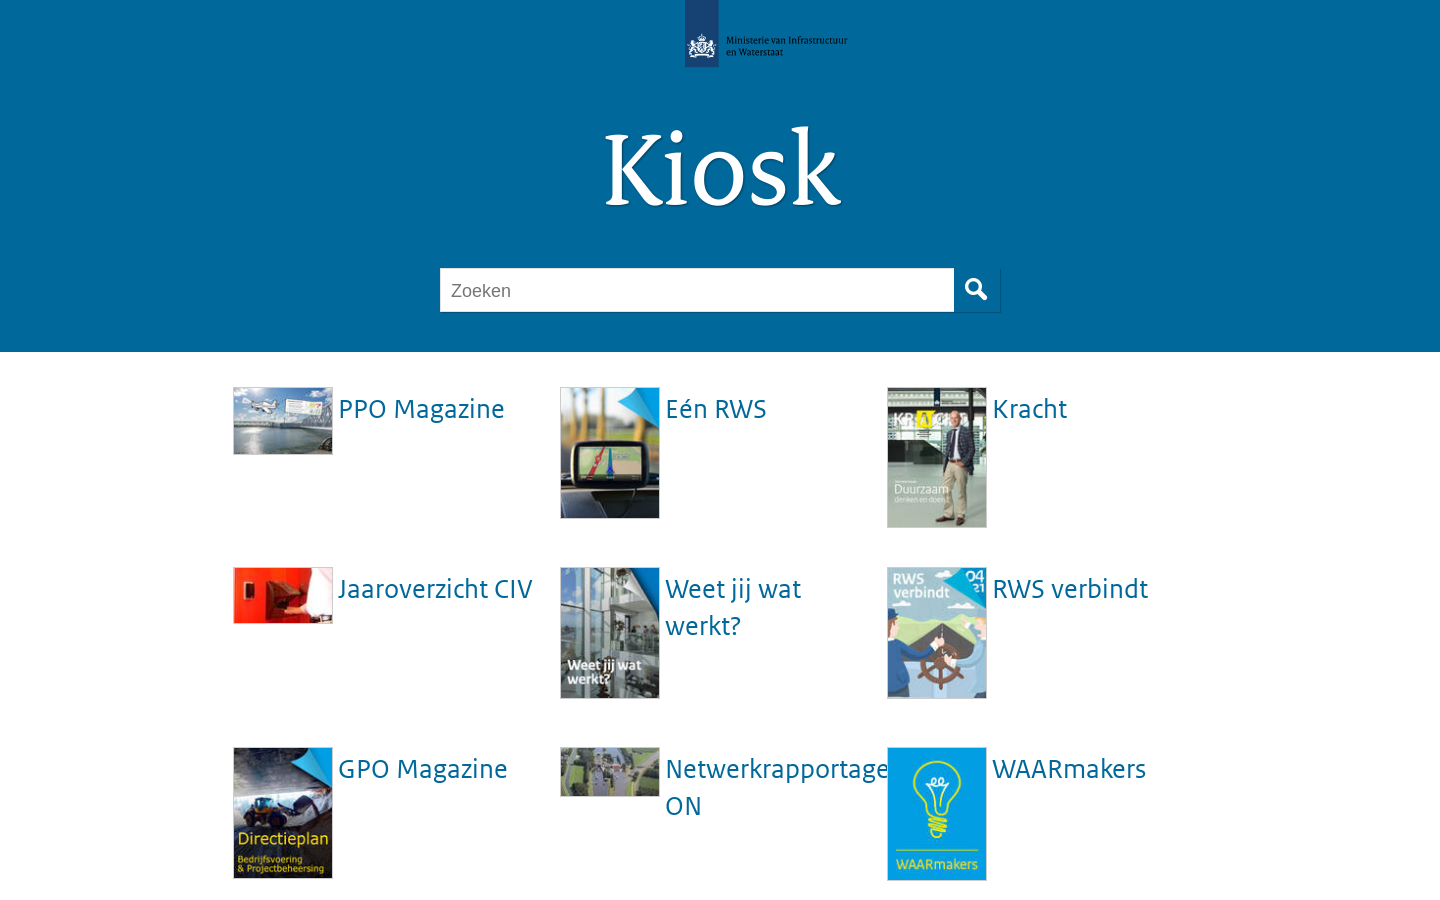 Ministerie van Infrastructuur
en Waterstaat
Kiosk
Zoeken
PPO Magazine
Eén RWS
Kracht
KRACHT
Duurzaam
denken en doen!
Jaaroverzicht CIV
Weet jij wat
werkt?
Weet jij wat
werkt?
RWS verbindt
RWS
verbindt
04
21
GPO Magazine
Directieplan
Bedrijfsvoering
& Projectbeheersing
Netwerkrapportage
ON
WAARmakers
WAARmakers